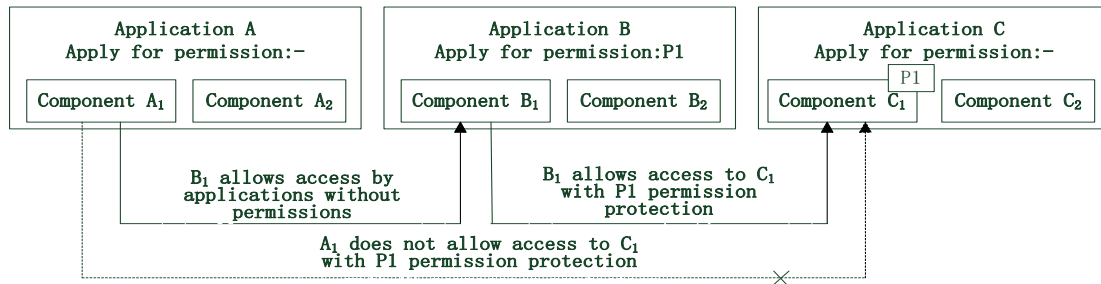 Application A
Apply for permission:-
Component A₁
Component A₂
Application B
Apply for permission:P1
Component B₁
Component B₂
Application C
Apply for permission:-
P1
Component C₁
Component C₂
B₁ allows access by
applications without
permissions
B₁ allows access to C₁
with P1 permission
protection
A₁ does not allow access to C₁
with P1 permission protection